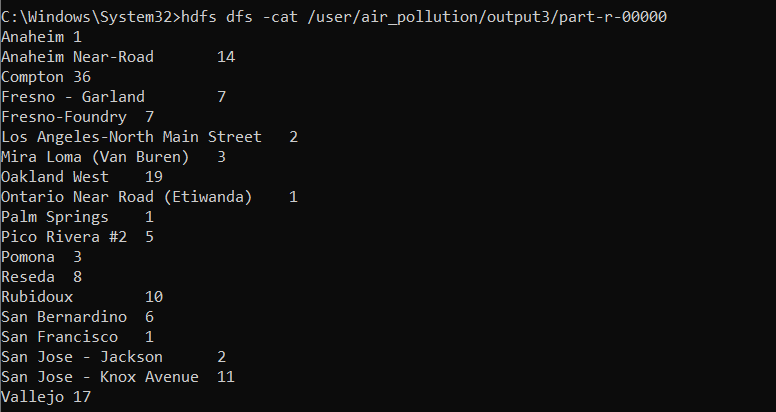 C:\Windows\System32>hdfs dfs -cat /user/air_pollution/output3/part-r-00000
Anaheim 1
Anaheim Near-Road       14
Compton 36
Fresno - Garland        7
Fresno-Foundry  7
Los Angeles-North Main Street   2
Mira Loma (Van Buren)   3
Oakland West    19
Ontario Near Road (Etiwanda)    1
Palm Springs    1
Pico Rivera #2  5
Pomona  3
Reseda  8
Rubidoux        10
San Bernardino  6
San Francisco   1
San Jose - Jackson      2
San Jose - Knox Avenue  11
Vallejo 17